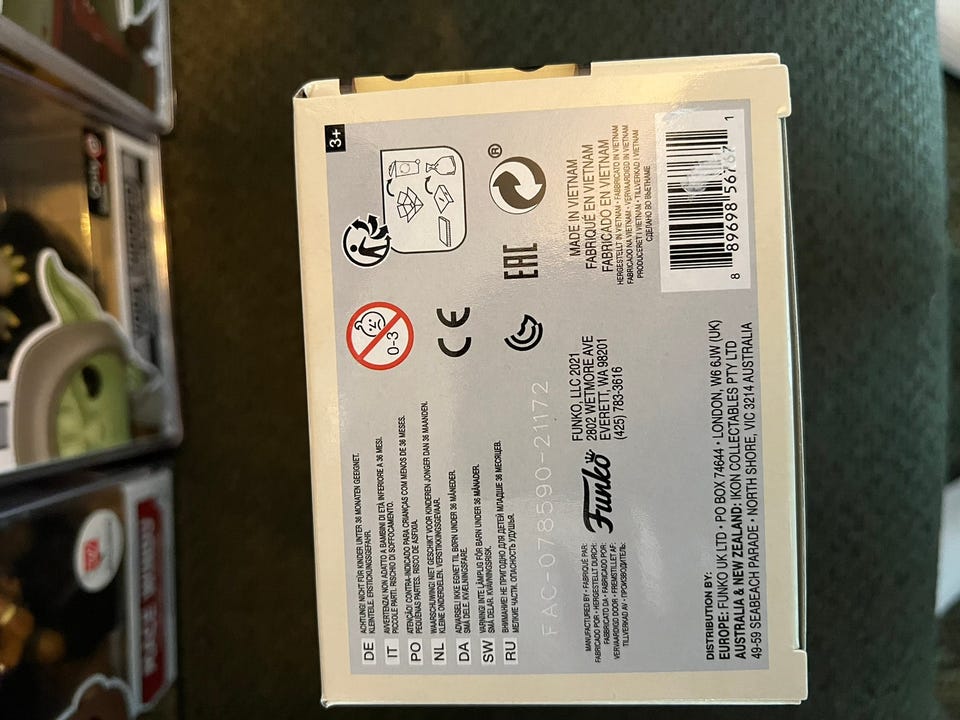 3+
DE ACHTUNG! NICHT FÜR KINDER UNTER 36 MONATEN GEEIGNET.
KLEINTEILE. ERSTICKUNGSGEFAHR.
IT AVVERTENZA! NON ADATTO A BAMBINI DI ETÀ INFERIORE A 36 MESI.
PICCOLE PARTI. RISCHIO DI SOFFOCAMENTO.
PO ATENÇÃO! CONTRA-INDICADO PARA CRIANÇAS COM MENOS DE 36 MESES.
PEQUENAS PARTES. RISCO DE ASFIXIA.
NL WAARSCHUWING! NIET GESCHIKT VOOR KINDEREN JONGER DAN 36 MAANDEN.
KLEINE ONDERDELEN. VERSTIKKINGSGEVAAR.
DA ADVARSEL! IKKE EGNET TIL BØRN UNDER 36 MÅNEDER.
SMÅ DELE. KVÆLNINGSFARE.
SW VARNING! INTE LÄMPLIG FÖR BARN UNDER 36 MÅNADER.
SMÅ DELAR. KVÄVNINGSRISK.
RU ВНИМАНИЕ! НЕ ПРИГОДНО ДЛЯ ДЕТЕЙ МЛАДШЕ 36 МЕСЯЦЕВ.
МЕЛКИЕ ЧАСТИ. ОПАСНОСТЬ УДУШЬЯ.
0-3
CE
EAC
®
FAC-078590-21172
MANUFACTURED BY • FABRIQUÉ PAR:
FABRICADO POR • HERGESTELLT DURCH:
FABBRICATO DA • FABRICADO POR:
VERVAARDIGD DOOR • FREMSTILLET AF:
TILLVERKAD AV • ПРОИЗВОДИТЕЛЬ:
Funko
FUNKO, LLC 2021
2802 WETMORE AVE
EVERETT, WA 98201
(425) 783-3616
MADE IN VIETNAM
FABRIQUÉ EN VIETNAM
FABRICADO EN VIETNAM
HERGESTELLT IN VIETNAM • FABBRICATO IN VIETNAM
FABRICADO NA VIETNAM • VERVAARDIGD IN VIETNAM
PRODUCERET I VIETNAM • TILLVERKAD I VIETNAM
СДЕЛАНО ВО ВЬЕТНАМЕ
DISTRIBUTION BY:
EUROPE: FUNKO UK LTD • PO BOX 74644 • LONDON, W6 6JW (UK)
AUSTRALIA & NEW ZEALAND: IKON COLLECTABLES PTY LTD
49-59 SEABEACH PARADE • NORTH SHORE, VIC 3214 AUSTRALIA
8 89698 56767 1